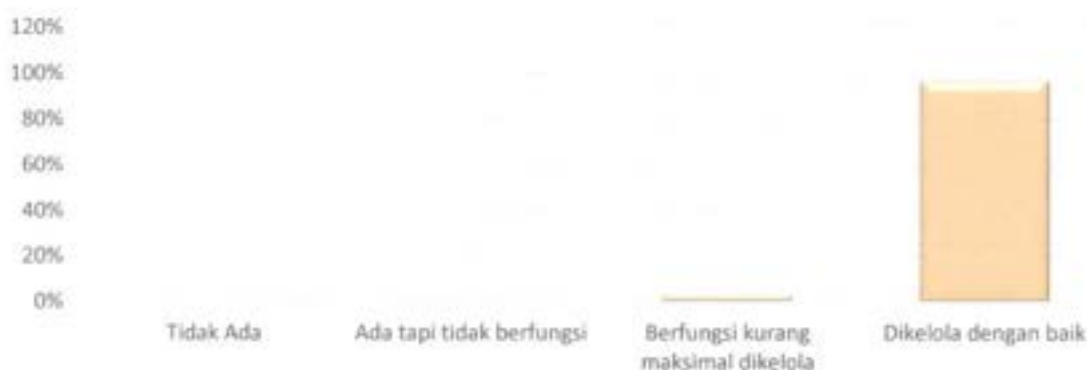 120%
100%
80%
60%
40%
20%
0%
Tidak Ada
Ada tapi tidak berfungsi
Berfungsi kurang
maksimal dikelola
Dikelola dengan baik